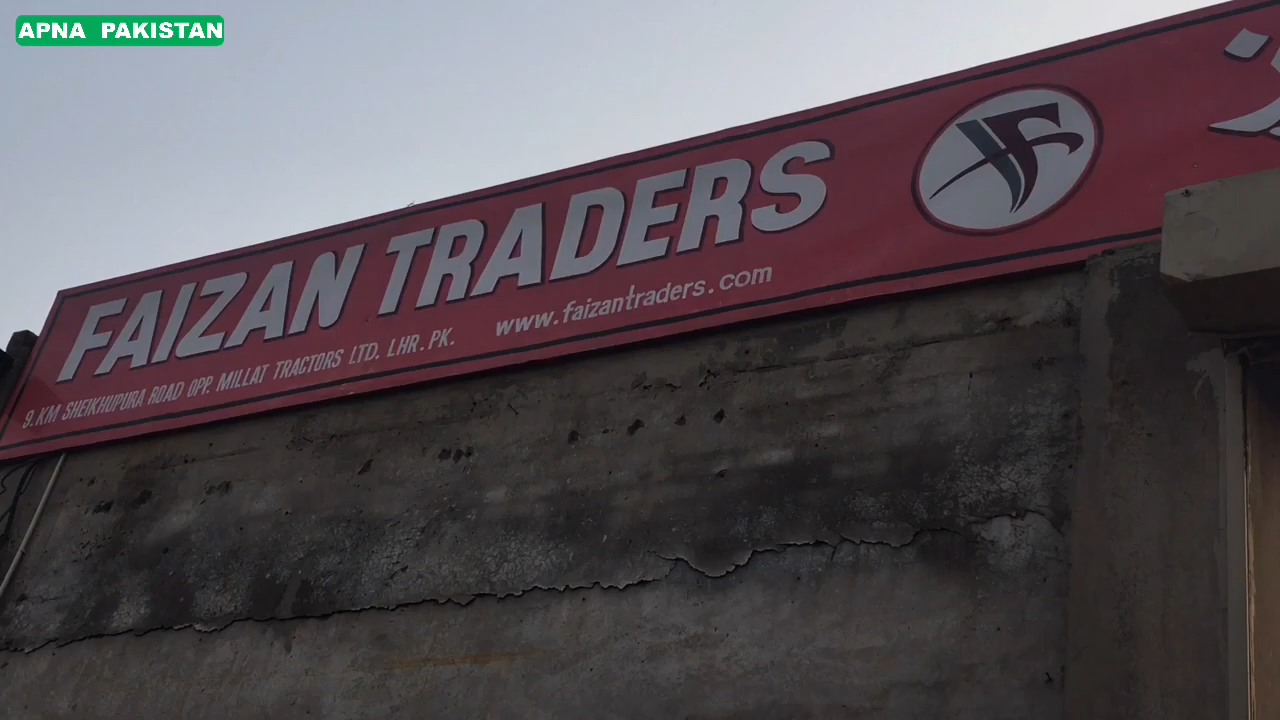 APNA PAKISTAN
FAIZAN TRADERS
9.KM SHEIKHUPURA ROAD OPP. MILLAT TRACTORS LTD. LHR.PK.
www.faizantraders.com